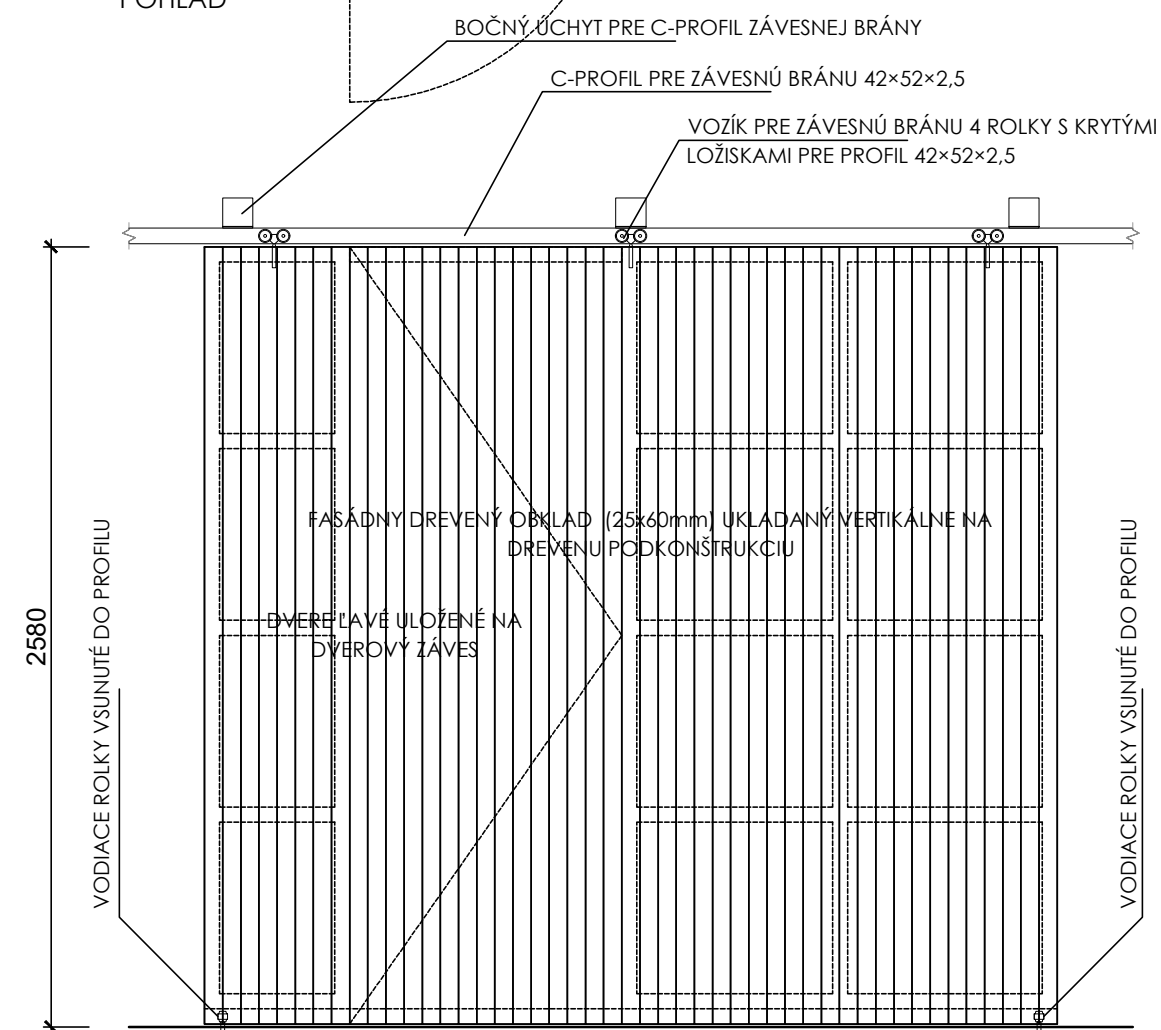 POHĽAD
BOČNÝ ÚCHYT PRE C-PROFIL ZÁVESNEJ BRÁNY
C-PROFIL PRE ZÁVESNÚ BRÁNU 42×52×2,5
VOZÍK PRE ZÁVESNÚ BRÁNU 4 ROLKY S KRYTÝMI
LOŽISKAMI PRE PROFIL 42×52×2,5
FASÁDNY DREVENÝ OBKLAD (25x60mm) UKLADANÝ VERTIKÁLNE NA
DREVENU PODKONŠTRUKCIU
DVERE ĽAVÉ ULOŽENÉ NA
DVEROVÝ ZÁVES
2580
VODIACE ROLKY VSUNUTÉ DO PROFILU
VODIACE ROLKY VSUNUTÉ DO PROFILU